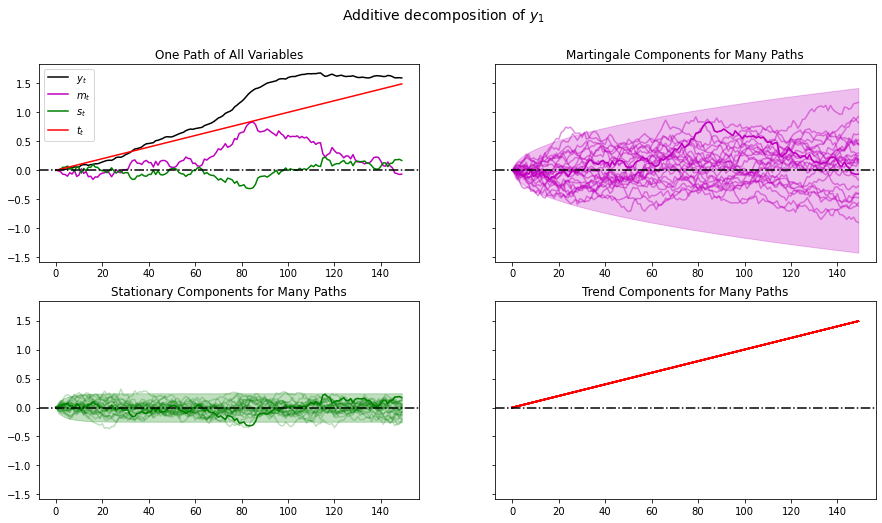 Additive decomposition of y₁
One Path of All Variables
Martingale Components for Many Paths
yₜ
mₜ
sₜ
tₜ
1.5
1.0
0.5
0.0
−0.5
−1.0
−1.5
0 20 40 60 80 100 120 140
0 20 40 60 80 100 120 140
Stationary Components for Many Paths
Trend Components for Many Paths
1.5
1.0
0.5
0.0
−0.5
−1.0
−1.5
0 20 40 60 80 100 120 140
0 20 40 60 80 100 120 140